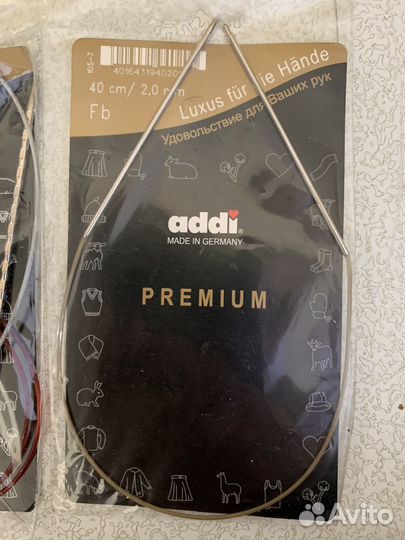 105-7
40 cm/ 2,0 mm
Fb
Luxus für die Hände
Удовольствие для Ваших рук
addi
MADE IN GERMANY
PREMIUM
Avito